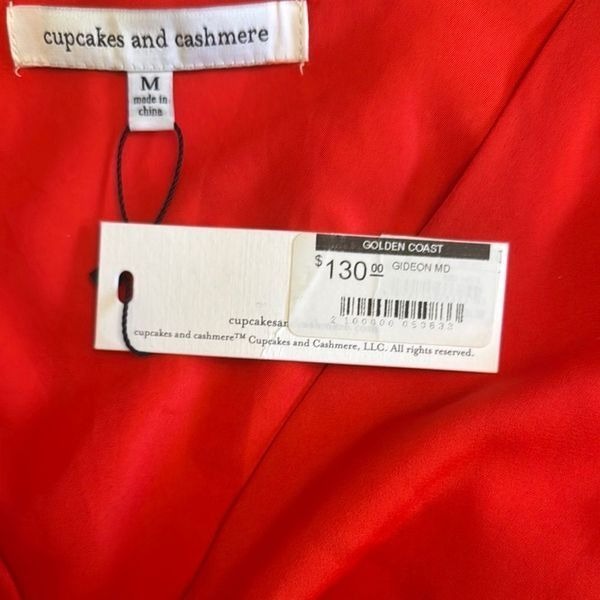 cupcakes and cashmere
M
made in
china
GOLDEN COAST
$130.00 GIDEON MD
cupcakesan
cupcakes and cashmere™ Cupcakes and Cashmere, LLC. All rights reserved.